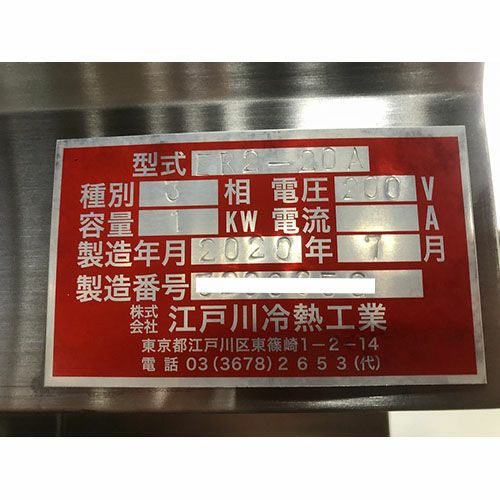 型式 ER2-20A
種別 3 相 電圧 200 V
容量 1 KW 電流 A
製造年月 2020 年 7 月
製造番号
株式会社 江戸川冷熱工業
東京都江戸川区東篠崎1-2-14
電話 03(3678)2653(代)